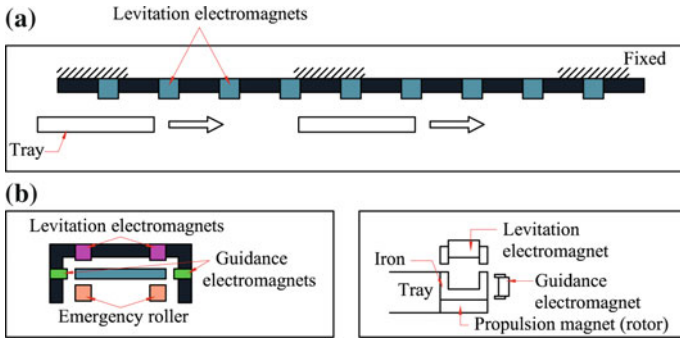 (a)
Levitation electromagnets
Fixed
Tray
(b)
Levitation electromagnets
Guidance
electromagnets
Emergency roller
Levitation
electromagnet
Iron
Tray
Guidance
electromagnet
Propulsion magnet (rotor)